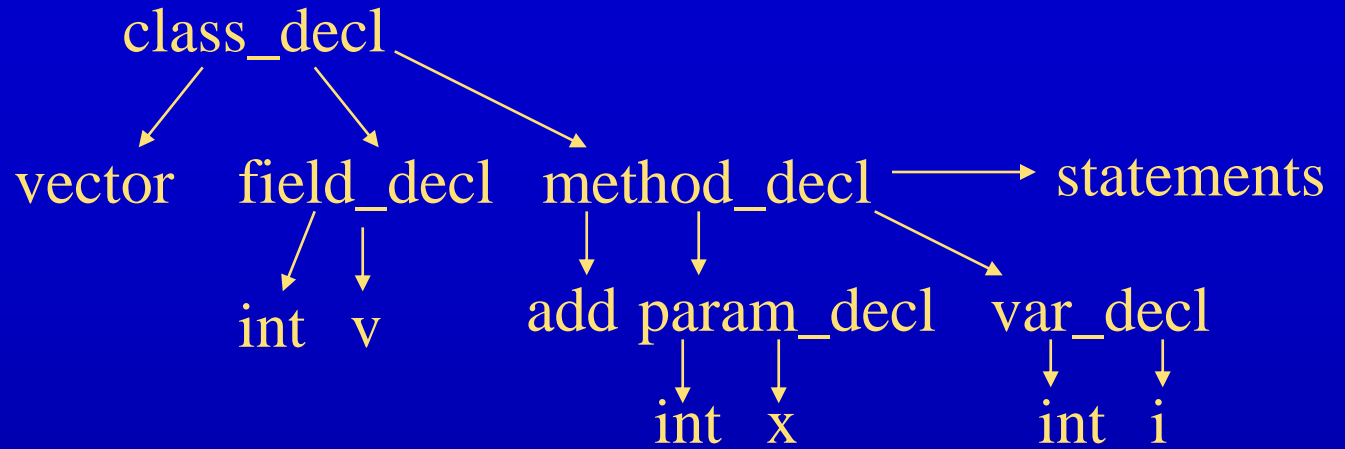 class_decl
vector field_decl method_decl statements
int v add param_decl var_decl
int x int i